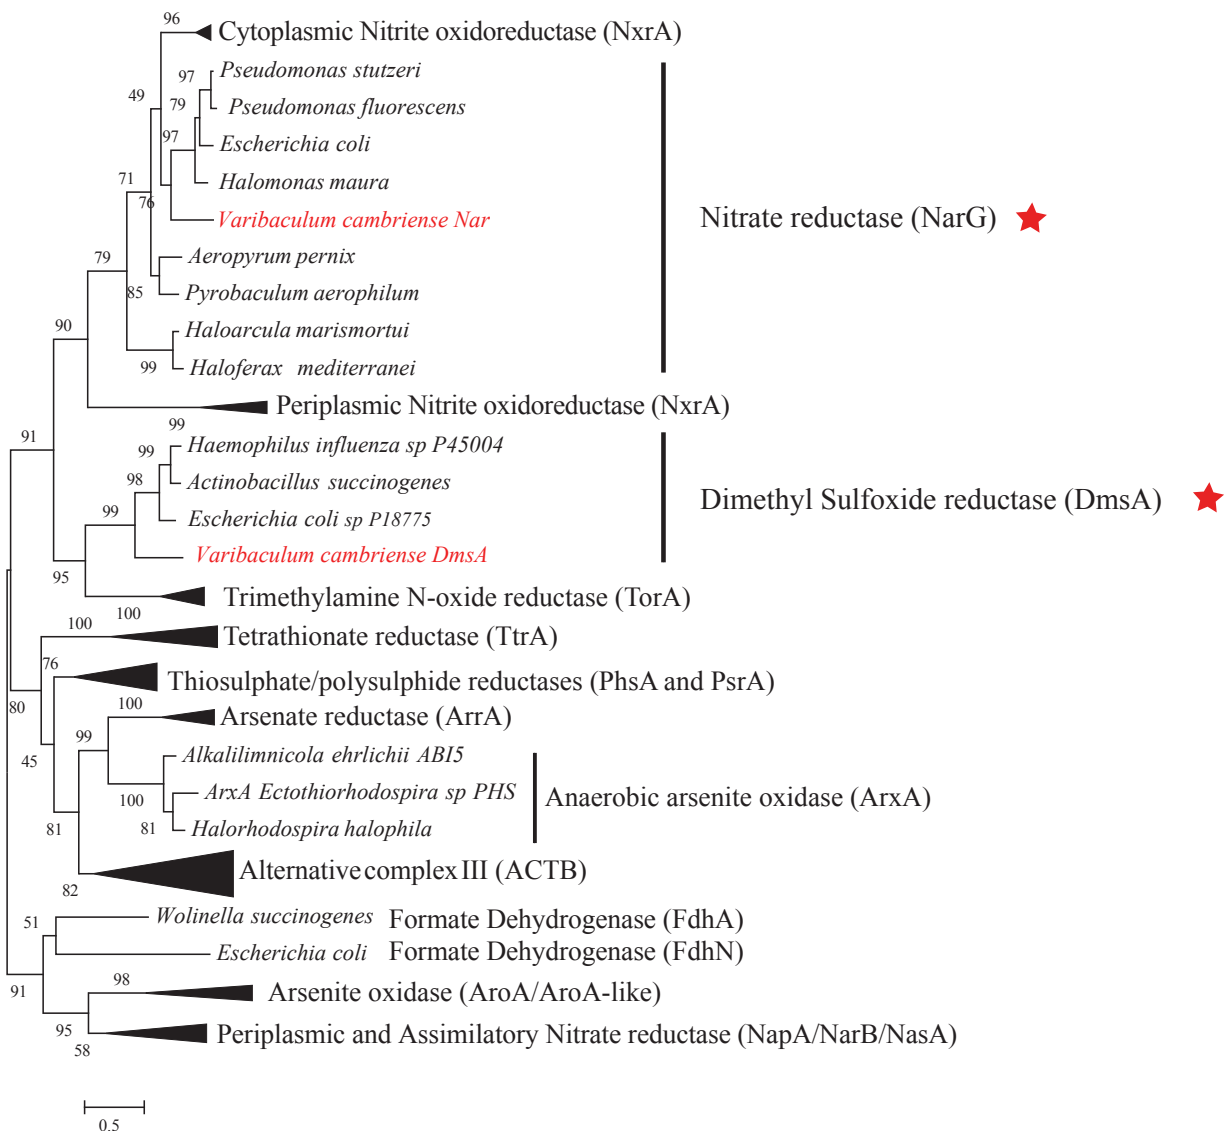 96
Cytoplasmic Nitrite oxidoreductase (NxrA)
97
Pseudomonas stutzeri
49
79
Pseudomonas fluorescens
97
Escherichia coli
71
Halomonas maura
76
Varibaculum cambriense Nar
Nitrate reductase (NarG)
79
Aeropyrum pernix
85
Pyrobaculum aerophilum
90
Haloarcula marismortui
99
Haloferax mediterranei
Periplasmic Nitrite oxidoreductase (NxrA)
91
99
99
Haemophilus influenza sp P45004
98
Actinobacillus succinogenes
Dimethyl Sulfoxide reductase (DmsA)
99
Escherichia coli sp P18775
Varibaculum cambriense DmsA
95
Trimethylamine N-oxide reductase (TorA)
100
100
Tetrathionate reductase (TtrA)
76
Thiosulphate/polysulphide reductases (PhsA and PsrA)
80
100
Arsenate reductase (ArrA)
99
45
Alkalilimnicola ehrlichii ABI5
100
ArxA Ectothiorhodospira sp PHS
Anaerobic arsenite oxidase (ArxA)
81
81
Halorhodospira halophila
82
Alternative complex III (ACTB)
51
Wolinella succinogenes Formate Dehydrogenase (FdhA)
Escherichia coli Formate Dehydrogenase (FdhN)
91
98
Arsenite oxidase (AroA/AroA-like)
95
58
Periplasmic and Assimilatory Nitrate reductase (NapA/NarB/NasA)
0.5